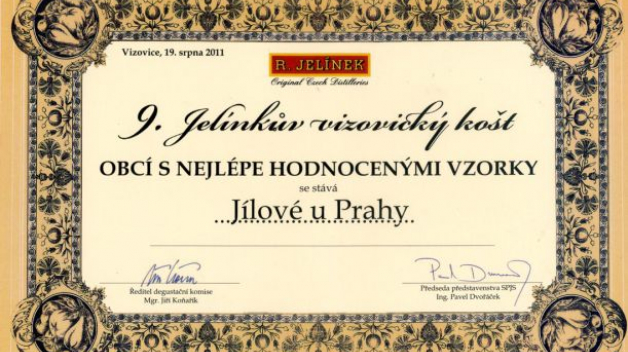 Vizovice, 19. srpna 2011
R. JELÍNEK
Original Czech Distilleries
9. Jelínkův vizovický košt
OBCÍ S NEJLÉPE HODNOCENÝMI VZORKY
se stává
Jílové u Prahy
Ředitel degustační komise
Mgr. Jiří Koňařík
Předseda představenstva SPJS
Ing. Pavel Dvořáček